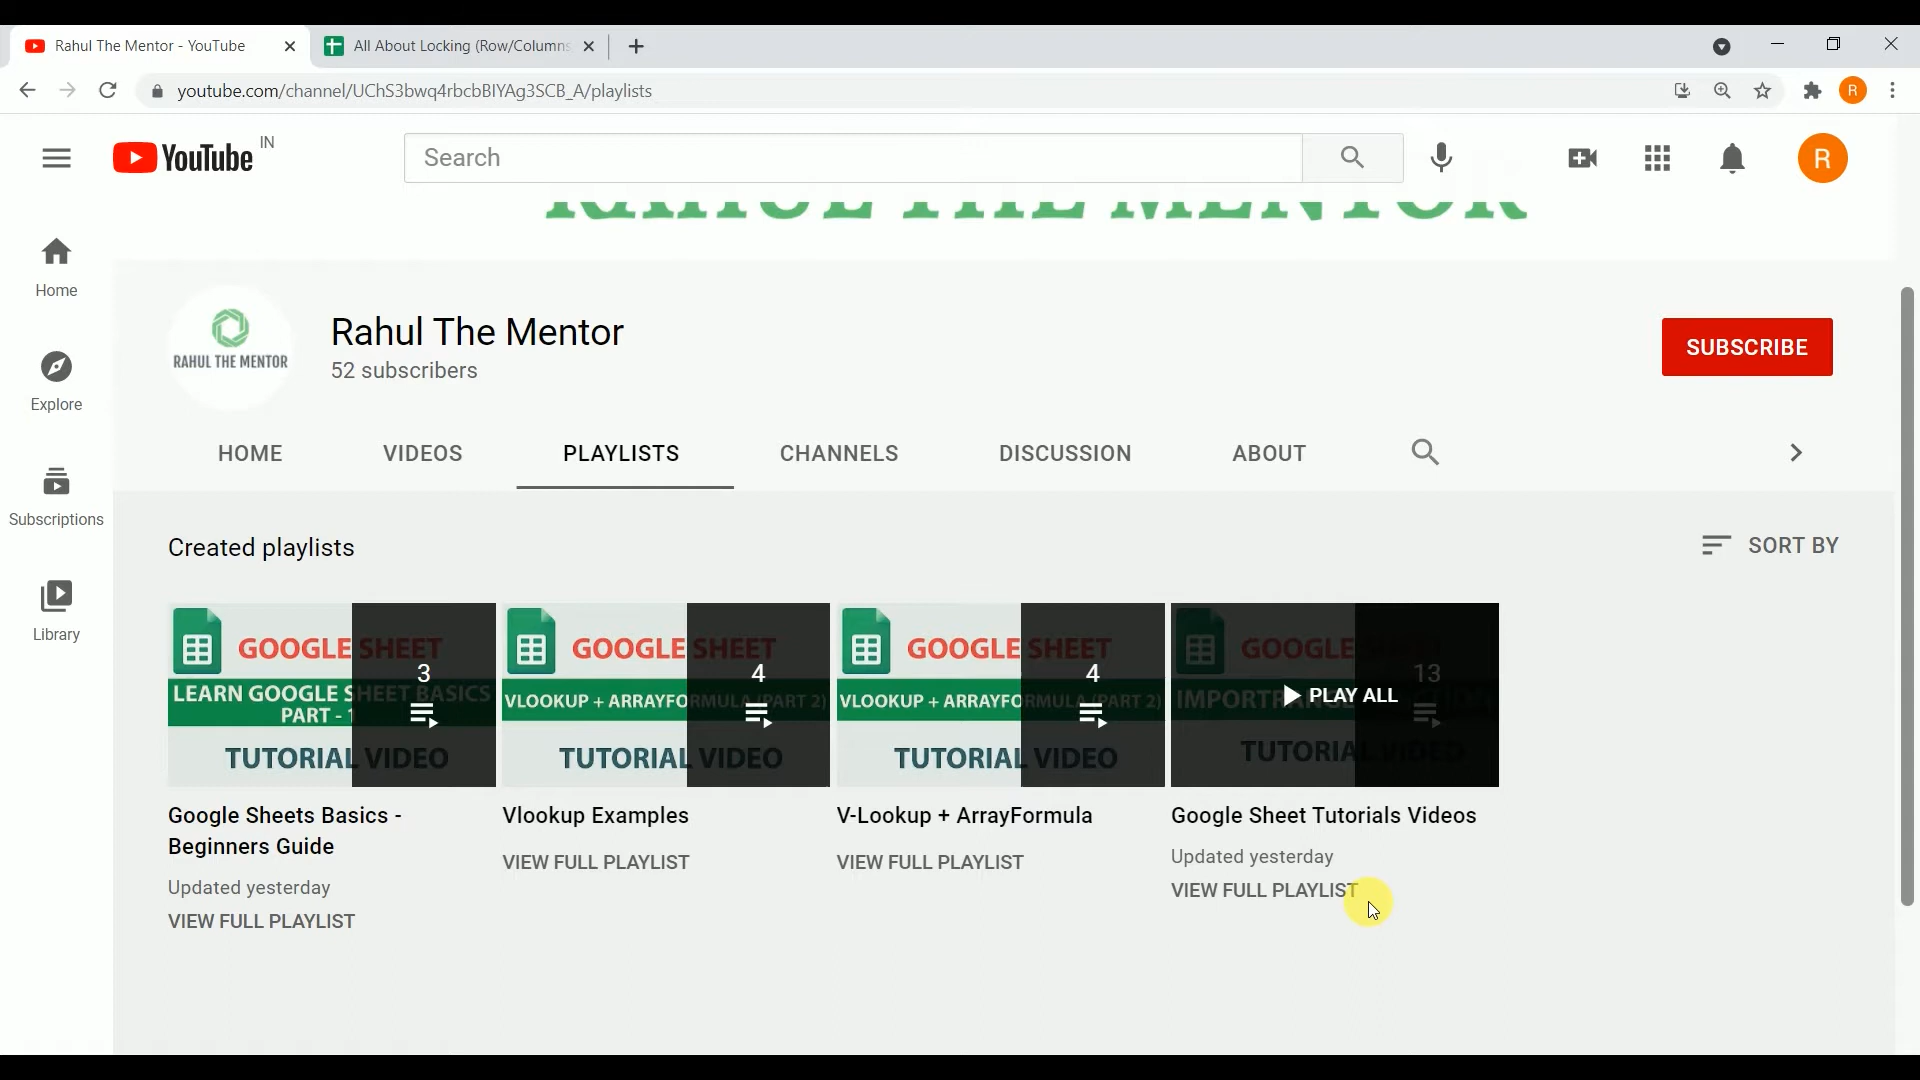 Rahul The Mentor - YouTube
All About Locking (Row/Columns
youtube.com/channel/UChS3bwq4rbcbBIYAg3SCB_A/playlists
R
YouTube IN
Search
R
RAHUL THE MENTOR
Home
Explore
Subscriptions
Library
RAHUL THE MENTOR
Rahul The Mentor
52 subscribers
SUBSCRIBE
HOME
VIDEOS
PLAYLISTS
CHANNELS
DISCUSSION
ABOUT
Created playlists
SORT BY
GOOGLE SHEET
LEARN GOOGLE SHEET BASICS
PART - 1
TUTORIAL VIDEO
3
Google Sheets Basics -
Beginners Guide
Updated yesterday
VIEW FULL PLAYLIST
GOOGLE SHEET
VLOOKUP + ARRAYFORMULA (PART 2)
TUTORIAL VIDEO
4
Vlookup Examples
VIEW FULL PLAYLIST
GOOGLE SHEET
VLOOKUP + ARRAYFORMULA (PART 2)
TUTORIAL VIDEO
4
V-Lookup + ArrayFormula
VIEW FULL PLAYLIST
GOOGLE
13
PLAY ALL
TUTORIAL VIDEO
Google Sheet Tutorials Videos
Updated yesterday
VIEW FULL PLAYLIST